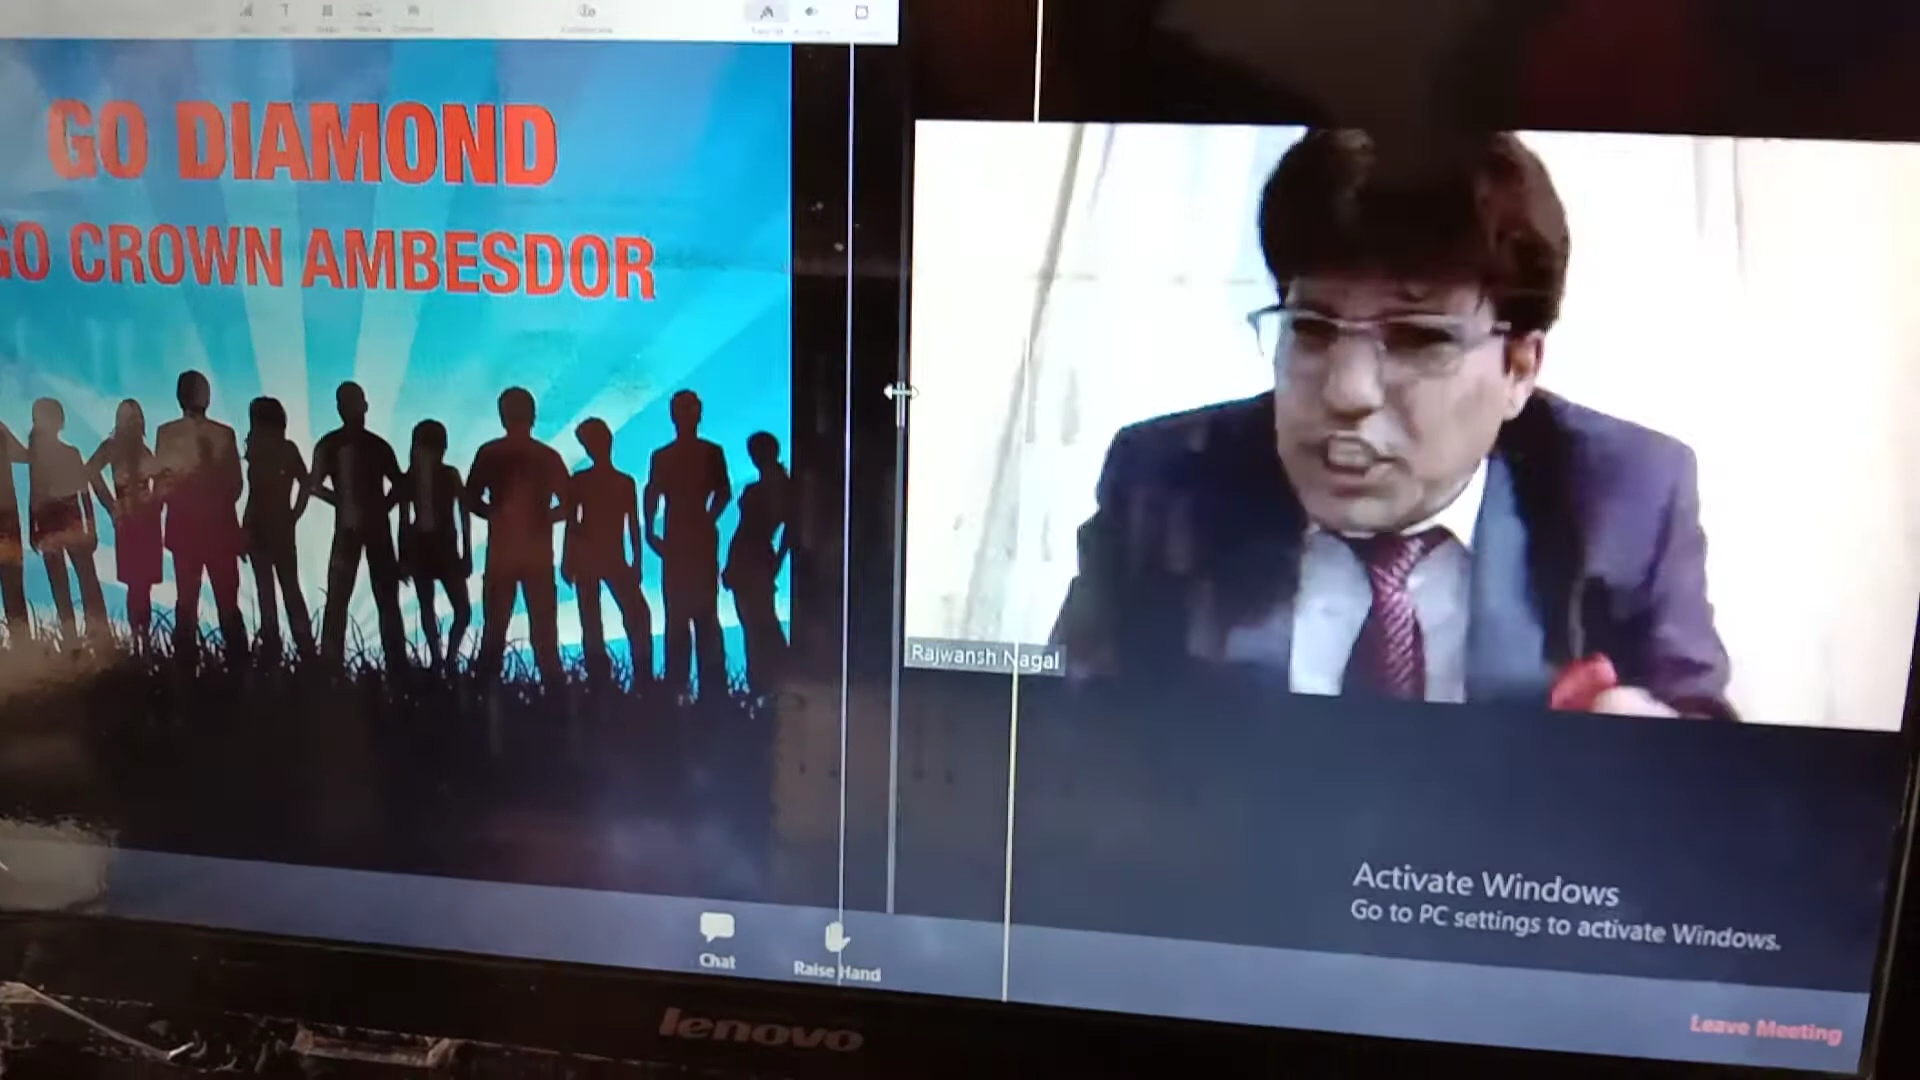 GO DIAMOND
GO CROWN AMBESDOR
Rajwansh Nagal
Activate Windows
Go to PC settings to activate Windows.
Chat
Raise Hand
Leave Meeting
lenovo